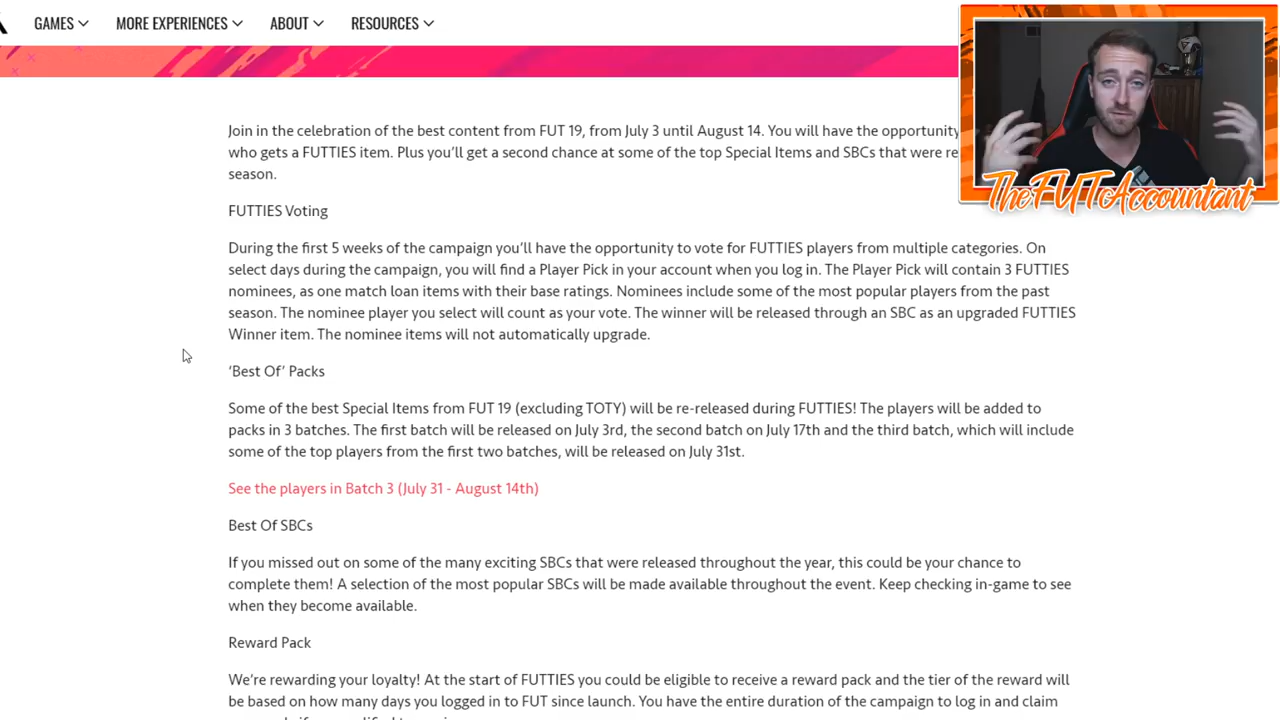 GAMES MORE EXPERIENCES ABOUT RESOURCES
Join in the celebration of the best content from FUT 19, from July 3 until August 14. You will have the opportunity
who gets a FUTTIES item. Plus you'll get a second chance at some of the top Special Items and SBCs that were re
season.
TheFUTAccountant
FUTTIES Voting
During the first 5 weeks of the campaign you'll have the opportunity to vote for FUTTIES players from multiple categories. On
select days during the campaign, you will find a Player Pick in your account when you log in. The Player Pick will contain 3 FUTTIES
nominees, as one match loan items with their base ratings. Nominees include some of the most popular players from the past
season. The nominee player you select will count as your vote. The winner will be released through an SBC as an upgraded FUTTIES
Winner item. The nominee items will not automatically upgrade.
'Best Of' Packs
Some of the best Special Items from FUT 19 (excluding TOTY) will be re-released during FUTTIES! The players will be added to
packs in 3 batches. The first batch will be released on July 3rd, the second batch on July 17th and the third batch, which will include
some of the top players from the first two batches, will be released on July 31st.
See the players in Batch 3 (July 31 - August 14th)
Best Of SBCs
If you missed out on some of the many exciting SBCs that were released throughout the year, this could be your chance to
complete them! A selection of the most popular SBCs will be made available throughout the event. Keep checking in-game to see
when they become available.
Reward Pack
We're rewarding your loyalty! At the start of FUTTIES you could be eligible to receive a reward pack and the tier of the reward will
be based on how many days you logged in to FUT since launch. You have the entire duration of the campaign to log in and claim